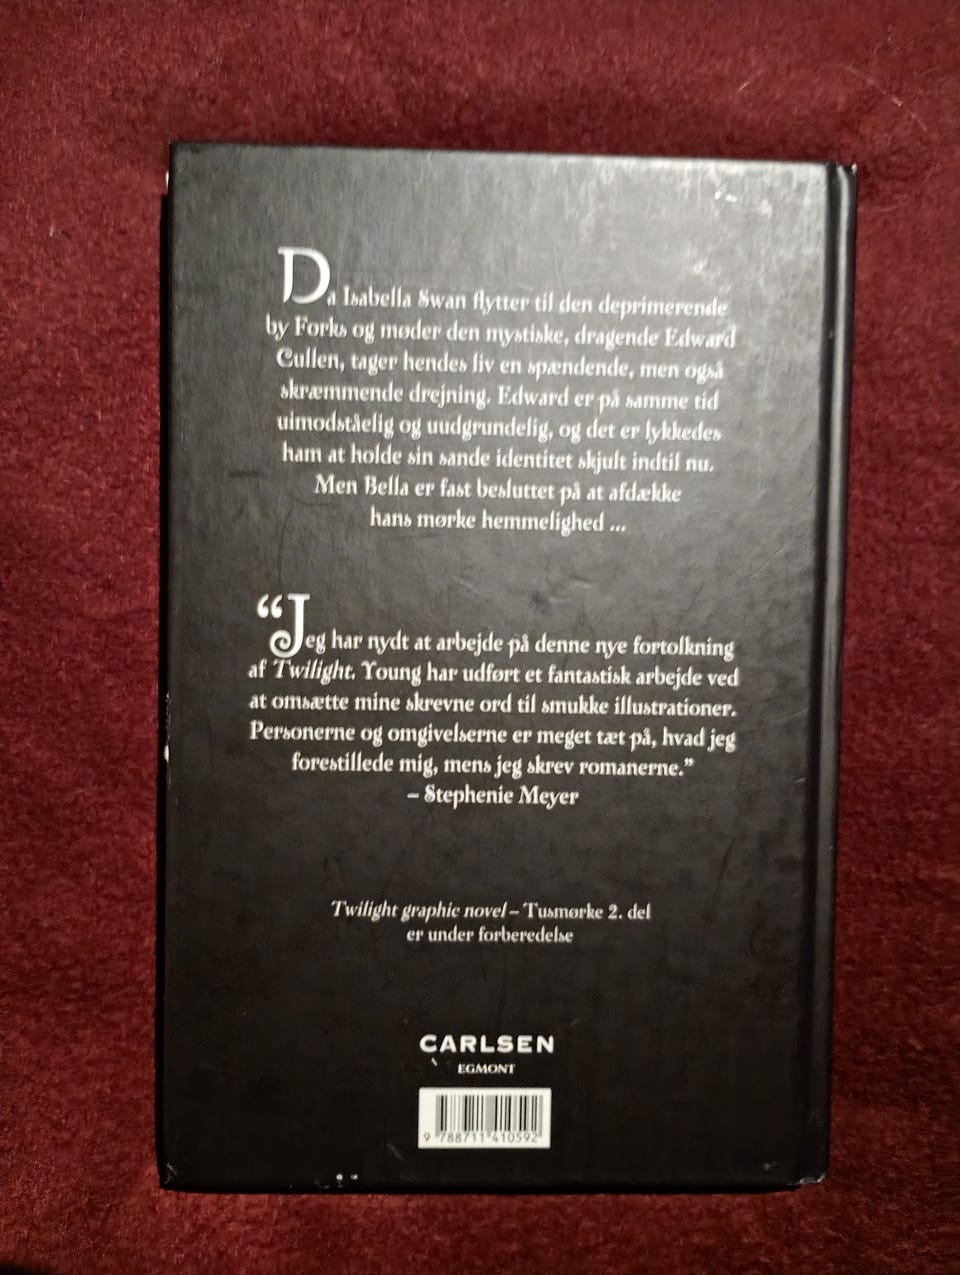 Da Isabella Swan flytter til den deprimerende
by Forks og møder den mystiske, dragende Edward
Cullen, tager hendes liv en spændende, men også
skræmmende drejning. Edward er på samme tid
uimodståelig og uudgrundelig, og det er lykkedes
ham at holde sin sande identitet skjult indtil nu.
Men Bella er fast besluttet på at afdække
hans mørke hemmelighed ...
“Jeg har nydt at arbejde på denne nye fortolkning
af Twilight. Young har udført et fantastisk arbejde ved
at omsætte mine skrevne ord til smukke illustrationer.
Personerne og omgivelserne er meget tæt på, hvad jeg
forestillede mig, mens jeg skrev romanerne.”
– Stephenie Meyer
Twilight graphic novel – Tusmørke 2. del
er under forberedelse
CARLSEN
EGMONT
9 788711 410592